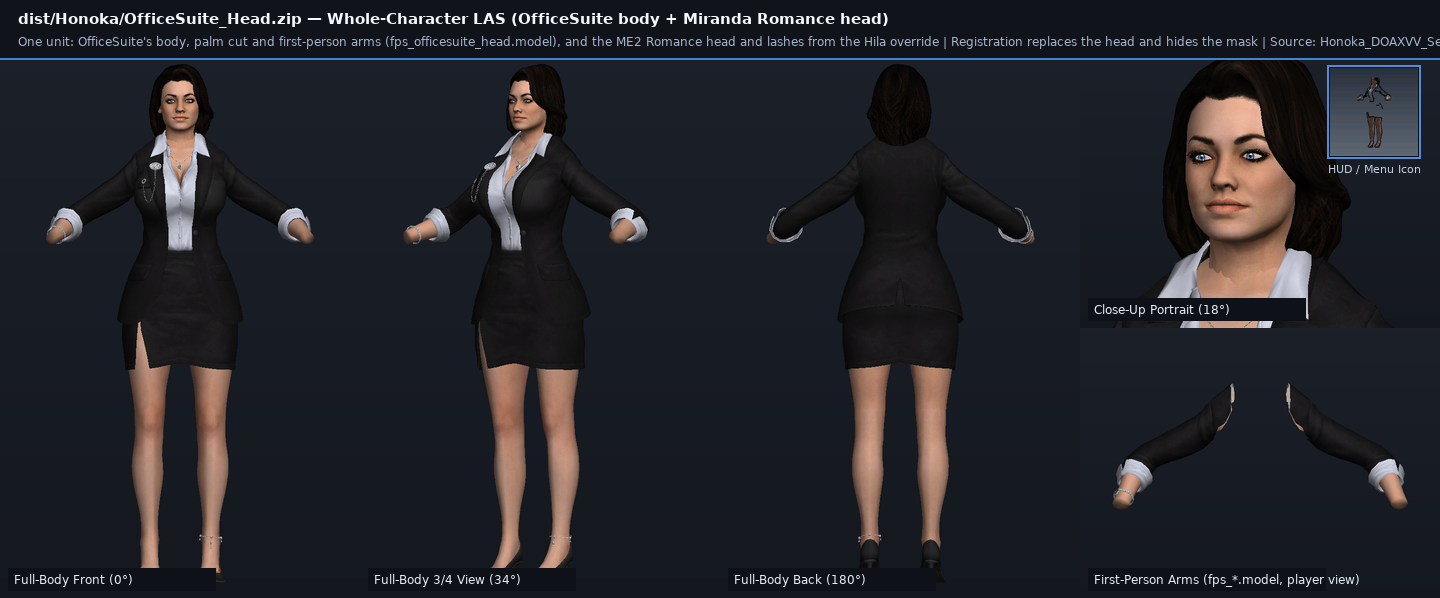 dist/Honoka/OfficeSuite_Head.zip — Whole-Character LAS (OfficeSuite body + Miranda Romance head)
One unit: OfficeSuite's body, palm cut and first-person arms (fps_officesuite_head.model), and the ME2 Romance head and lashes from the Hila override | Registration replaces the head and hides the mask | Source: Honoka_DOAXVV_Se
HUD / Menu Icon
Close-Up Portrait (18°)
Full-Body Front (0°)
Full-Body 3/4 View (34°)
Full-Body Back (180°)
First-Person Arms (fps_*.model, player view)